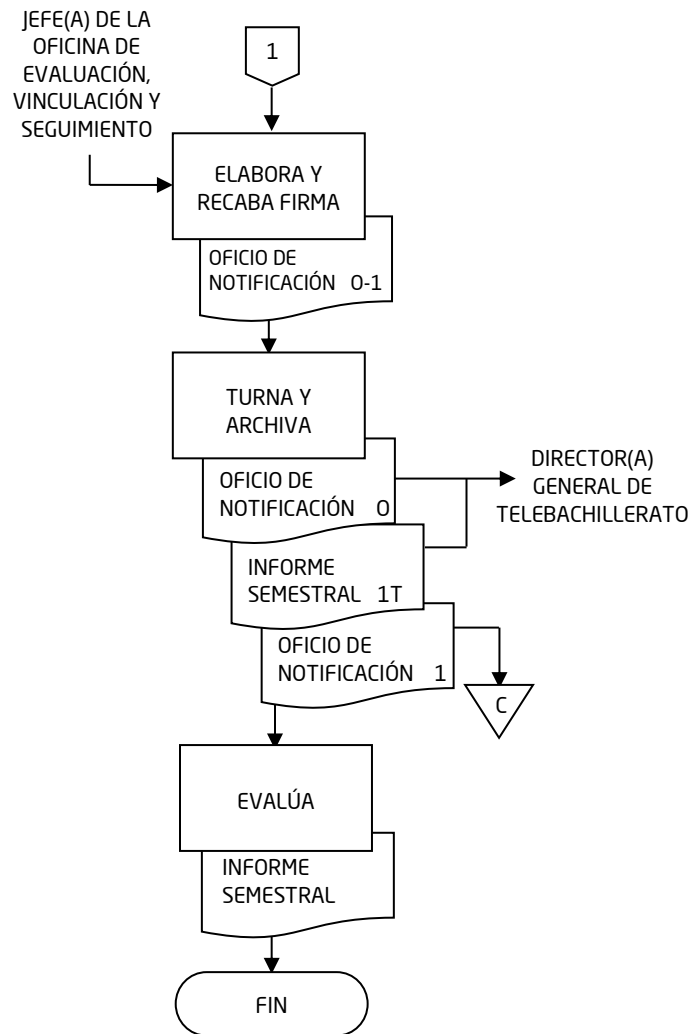 JEFE(A) DE LA
OFICINA DE
EVALUACIÓN,
VINCULACIÓN Y
SEGUIMIENTO
1
ELABORA Y
RECABA FIRMA
OFICIO DE
NOTIFICACIÓN O-1
TURNA Y
ARCHIVA
OFICIO DE
NOTIFICACIÓN O
DIRECTOR(A)
GENERAL DE
TELEBACHILLERATO
INFORME
SEMESTRAL 1T
OFICIO DE
NOTIFICACIÓN 1
C
EVALÚA
INFORME
SEMESTRAL
FIN